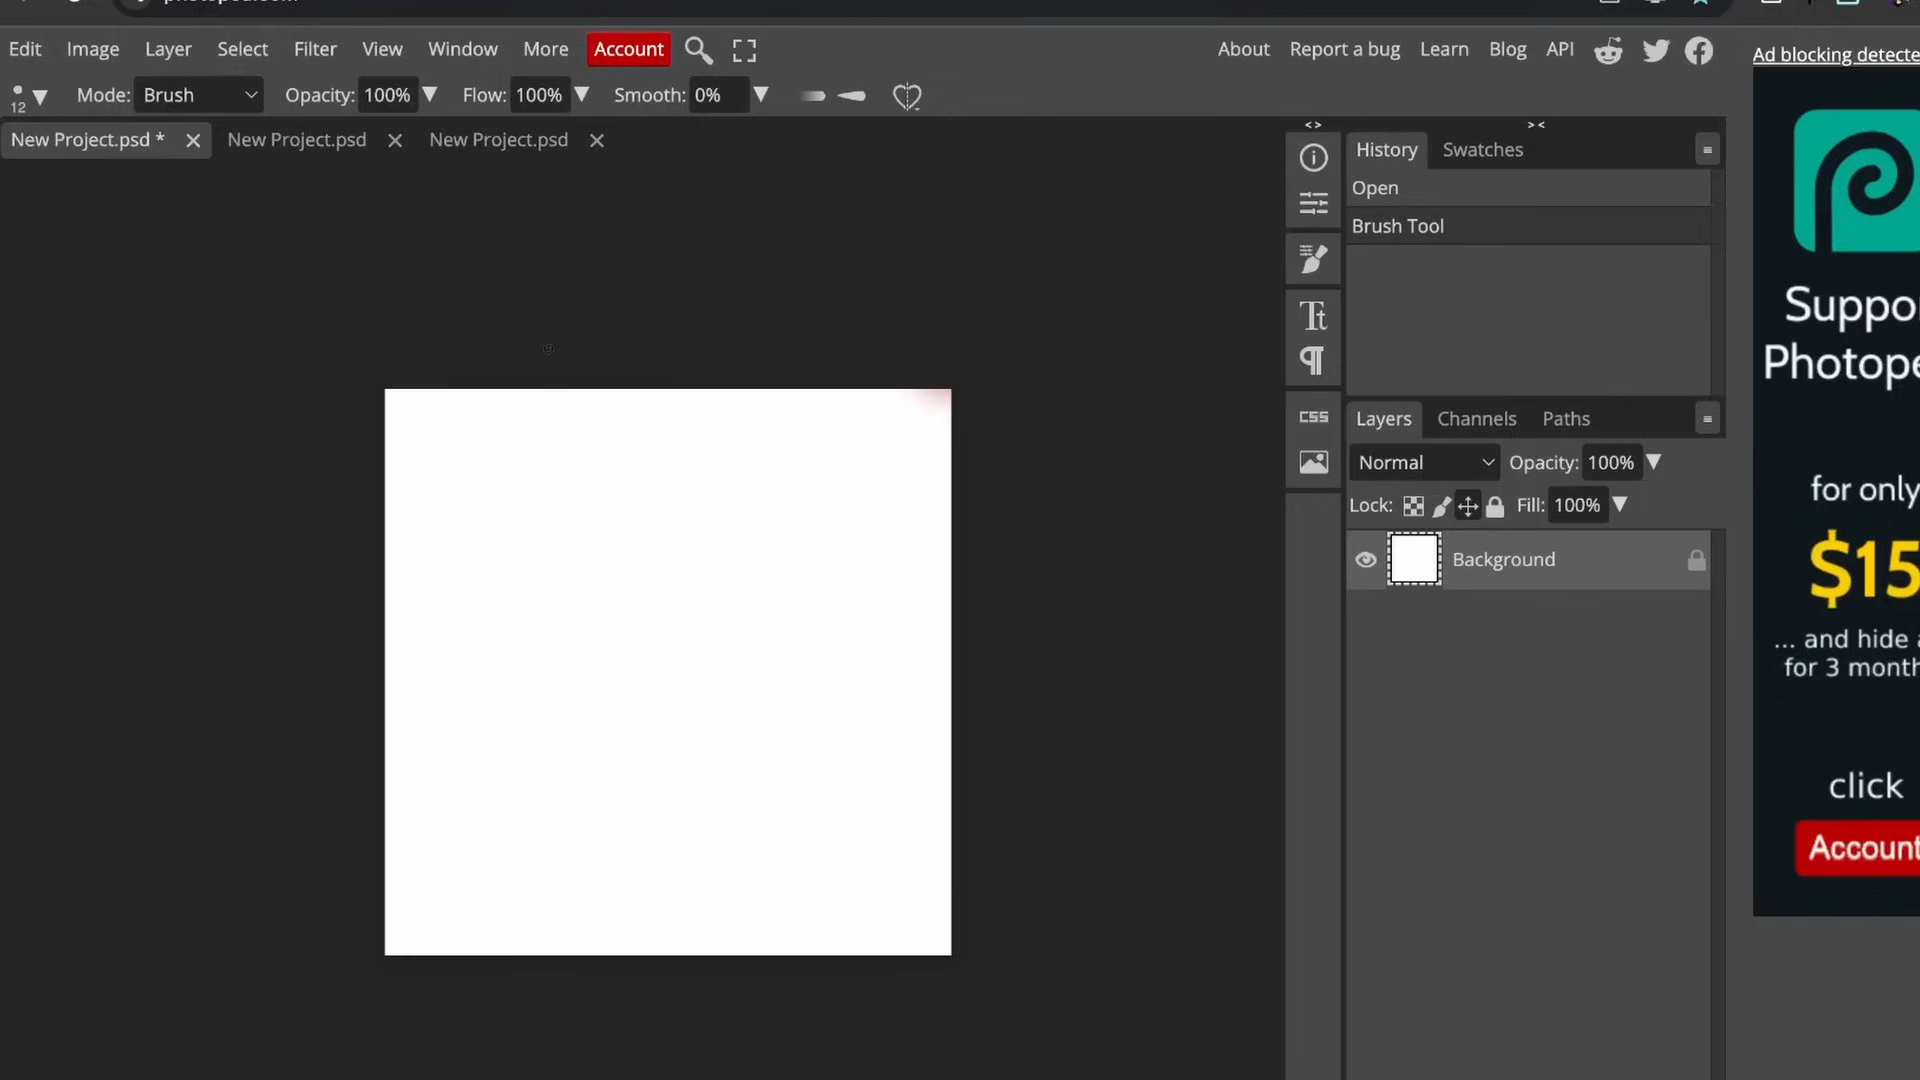 Edit Image Layer Select Filter View Window More Account About Report a bug Learn Blog API
Ad blocking detecte
12 Mode: Brush Opacity: 100% Flow: 100% Smooth: 0%
New Project.psd * New Project.psd New Project.psd
< > > <
History Swatches
Open
Brush Tool
Tt
CSS
Layers Channels Paths
Normal Opacity: 100%
Lock: Fill: 100%
Background
Suppo
Photope
for only
$15
... and hide a
for 3 month
click
Account